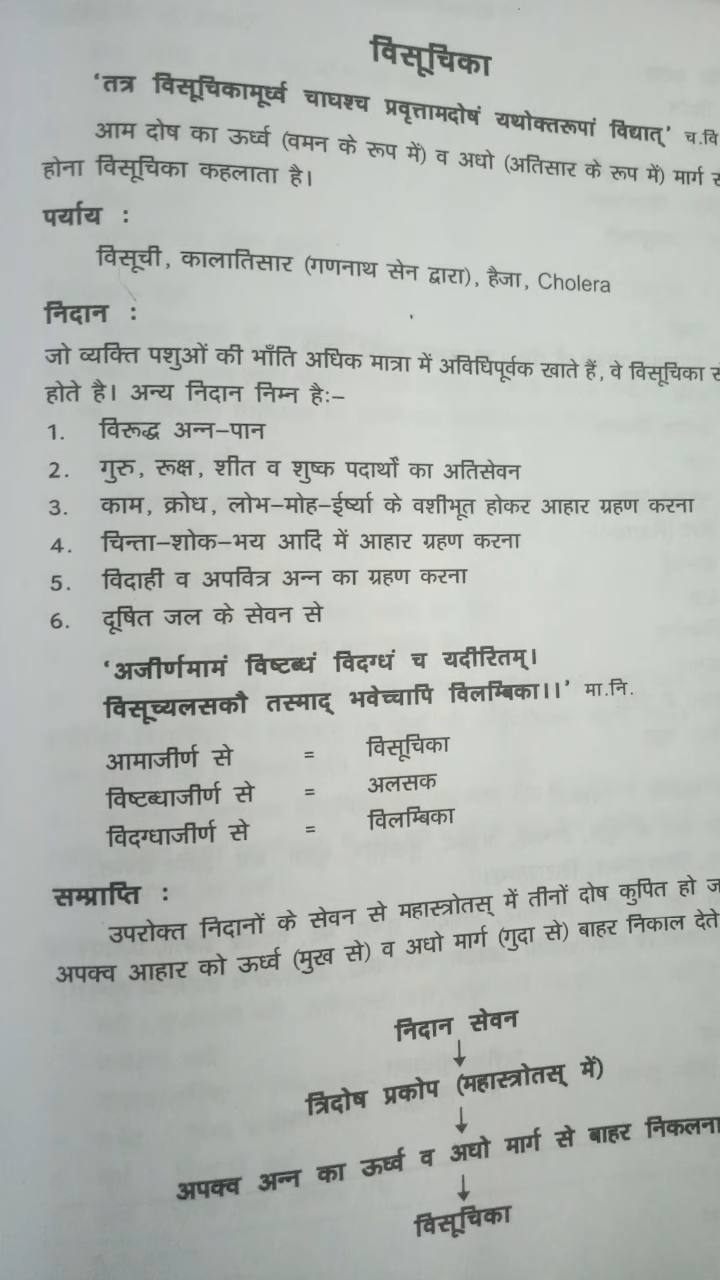 विसूचिका
'तत्र विसूचिकामूर्ध्व चाघश्च प्रवृत्तामदोषं यथोक्तरूपां विद्यात्' च.वि
आम दोष का ऊर्ध्व (वमन के रूप में) व अधो (अतिसार के रूप में) मार्ग
होना विसूचिका कहलाता है।
पर्याय :
विसूची, कालातिसार (गणनाथ सेन द्वारा), हैजा, Cholera
निदान :
जो व्यक्ति पशुओं की भाँति अधिक मात्रा में अविधिपूर्वक खाते हैं, वे विसूचिका
होते है। अन्य निदान निम्न है:–
1. विरूद्ध अन्न–पान
2. गुरु, रूक्ष, शीत व शुष्क पदार्थों का अतिसेवन
3. काम, क्रोध, लोभ–मोह–ईर्ष्या के वशीभूत होकर आहार ग्रहण करना
4. चिन्ता–शोक–भय आदि में आहार ग्रहण करना
5. विदाही व अपवित्र अन्न का ग्रहण करना
6. दूषित जल के सेवन से
'अजीर्णमामं विष्टब्धं विदग्धं च यदीरितम्।
विसूच्यलसकौ तस्माद् भवेच्चापि विलम्बिका।।' मा.नि.
आमाजीर्ण से = विसूचिका
विष्टब्धाजीर्ण से = अलसक
विदग्धाजीर्ण से = विलम्बिका
सम्प्राप्ति :
उपरोक्त निदानों के सेवन से महास्त्रोतस् में तीनों दोष कुपित हो
अपक्व आहार को ऊर्ध्व (मुख से) व अधो मार्ग (गुदा से) बाहर निकाल देते
निदान सेवन
↓
त्रिदोष प्रकोप (महास्त्रोतस् में)
↓
अपक्व अन्न का ऊर्ध्व व अधो मार्ग से बाहर निकलना
↓
विसूचिका